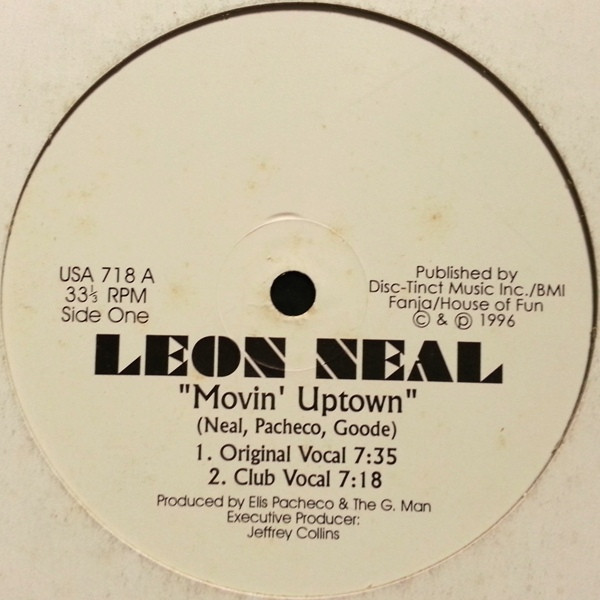 USA 718 A
33⅓ RPM
Side One
Published by
Disc-Tinct Music Inc./BMI
Fanja/House of Fun
© & ℗ 1996
LEON NEAL
"Movin' Uptown"
(Neal, Pacheco, Goode)
1. Original Vocal 7:35
2. Club Vocal 7:18
Produced by Elis Pacheco & The G. Man
Executive Producer:
Jeffrey Collins